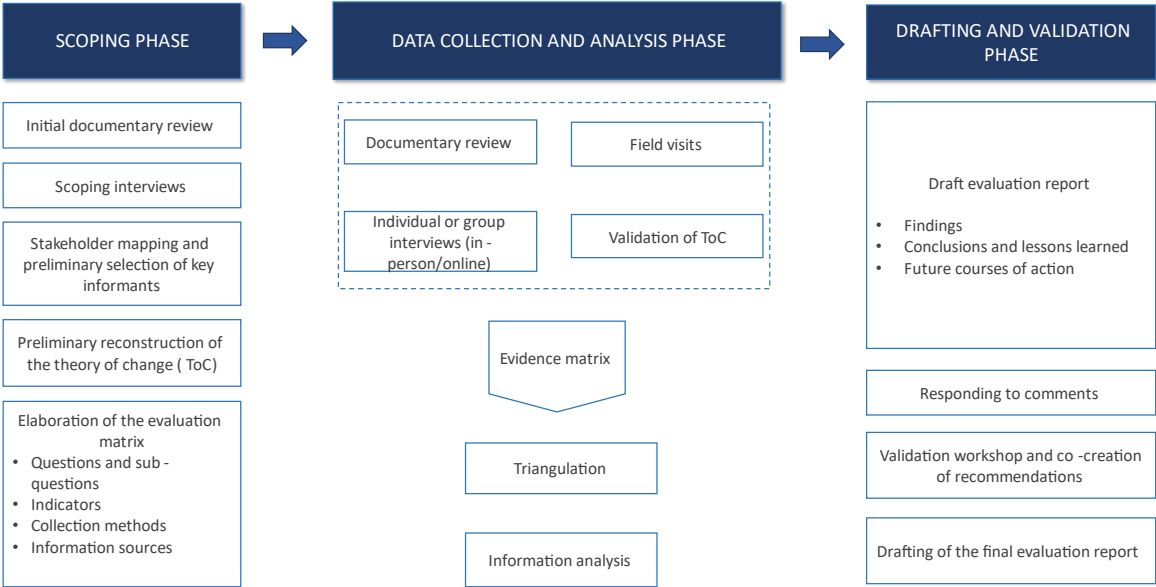 SCOPING PHASE
Initial documentary review
Scoping interviews
Stakeholder mapping and
preliminary selection of key
informants
Preliminary reconstruction of
the theory of change ( ToC)
Elaboration of the evaluation
matrix
• Questions and sub -
questions
• Indicators
• Collection methods
• Information sources
DATA COLLECTION AND ANALYSIS PHASE
Documentary review
Field visits
Individual or group
interviews (in -
person/online)
Validation of ToC
Evidence matrix
Triangulation
Information analysis
DRAFTING AND VALIDATION
PHASE
Draft evaluation report
• Findings
• Conclusions and lessons learned
• Future courses of action
Responding to comments
Validation workshop and co -creation
of recommendations
Drafting of the final evaluation report